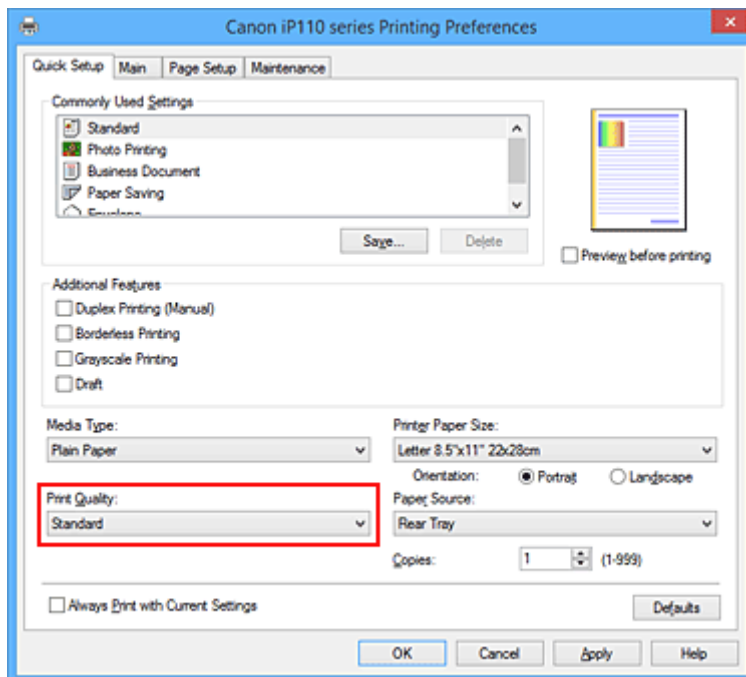 Canon iP110 series Printing Preferences
Quick Setup Main Page Setup Maintenance
Commonly Used Settings
Standard
Photo Printing
Business Document
Paper Saving
Envelope
Save... Delete
Preview before printing
Additional Features
Duplex Printing (Manual)
Borderless Printing
Grayscale Printing
Draft
Media Type:
Plain Paper
Printer Paper Size:
Letter 8.5"x11" 22x28cm
Orientation: Portrait Landscape
Print Quality:
Standard
Paper Source:
Rear Tray
Copies: 1 (1-999)
Always Print with Current Settings Defaults
OK Cancel Apply Help